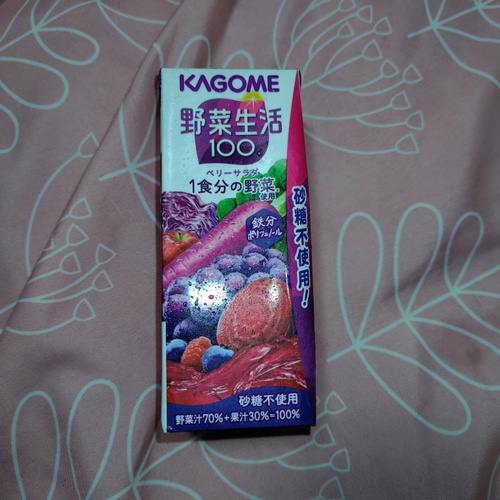 KAGOME
野菜生活
100
ベリーサラダ
1食分の野菜
使用
鉄分
ポリフェノール
砂糖不使用!
砂糖不使用
野菜汁70%+果汁30%=100%